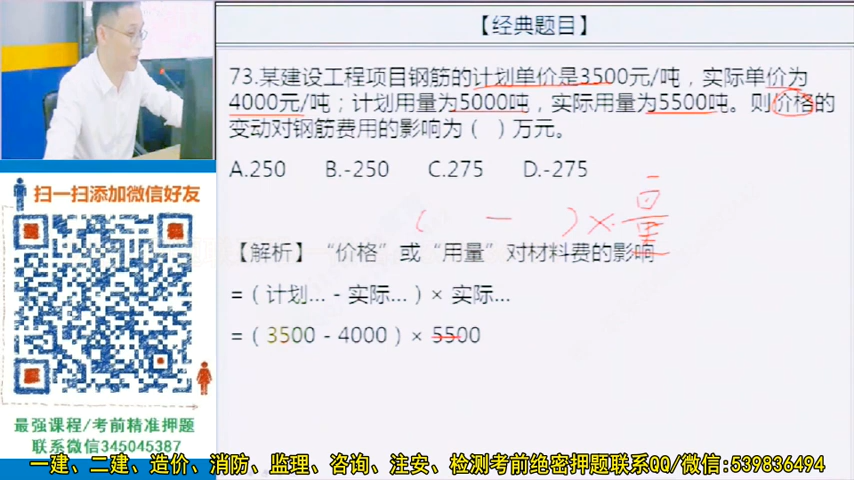 【经典题目】
73.某建设工程项目钢筋的计划单价是3500元/吨，实际单价为
4000元/吨；计划用量为5000吨，实际用量为5500吨。则价格的
变动对钢筋费用的影响为（ ）万元。
A.250 B.-250 C.275 D.-275
( — )×
量
【解析】“价格”或“用量”对材料费的影响
=（计划... - 实际...）× 实际...
=（3500 - 4000）× 5500
扫一扫添加微信好友
最强课程/考前精准押题
联系微信345045387
一建、二建、造价、消防、监理、咨询、注安、检测考前绝密押题联系QQ/微信:539836494